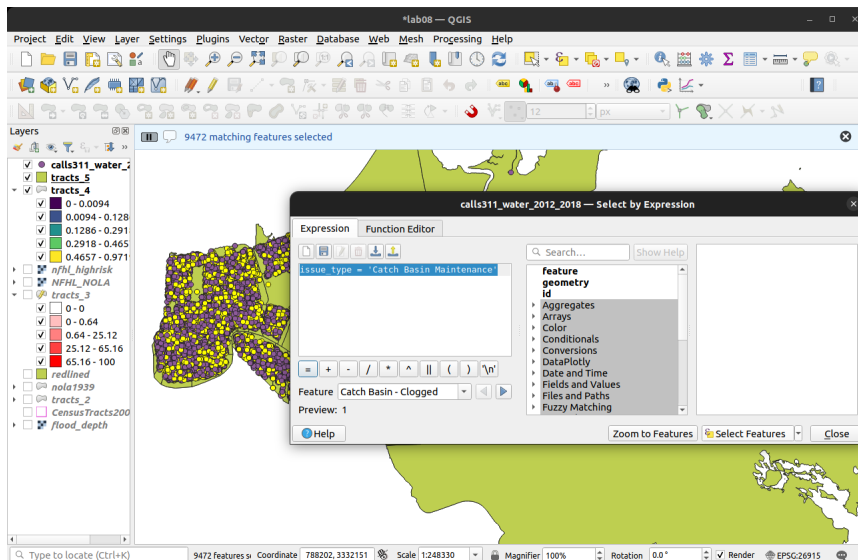 *lab08 — QGIS
Project Edit View Layer Settings Plugins Vector Raster Database Web Mesh Processing Help
abc abc abc »
12 px
Layers
9472 matching features selected
»
calls311_water_2
tracts_5
tracts_4
0 - 0.0094
0.0094 - 0.128
0.1286 - 0.291
0.2918 - 0.465
0.4657 - 0.971
nfhl_highrisk
NFHL_NOLA
tracts_3
0 - 0
0 - 0.64
0.64 - 25.12
25.12 - 65.16
65.16 - 100
redlined
nola1939
tracts_2
CensusTracts200
flood_depth
calls311_water_2012_2018 — Select by Expression
Expression Function Editor
issue_type = 'Catch Basin Maintenance'
= + - / * ^ || ( ) '\n'
Feature Catch Basin - Clogged
Preview: 1
Search... Show Help
feature
geometry
id
Aggregates
Arrays
Color
Conditionals
Conversions
DataPlotly
Date and Time
Fields and Values
Files and Paths
Fuzzy Matching
Help Zoom to Features Select Features Close
Type to locate (Ctrl+K) 9472 features se Coordinate 788202, 3332151 Scale 1:248330 Magnifier 100% Rotation 0.0° Render EPSG:26915